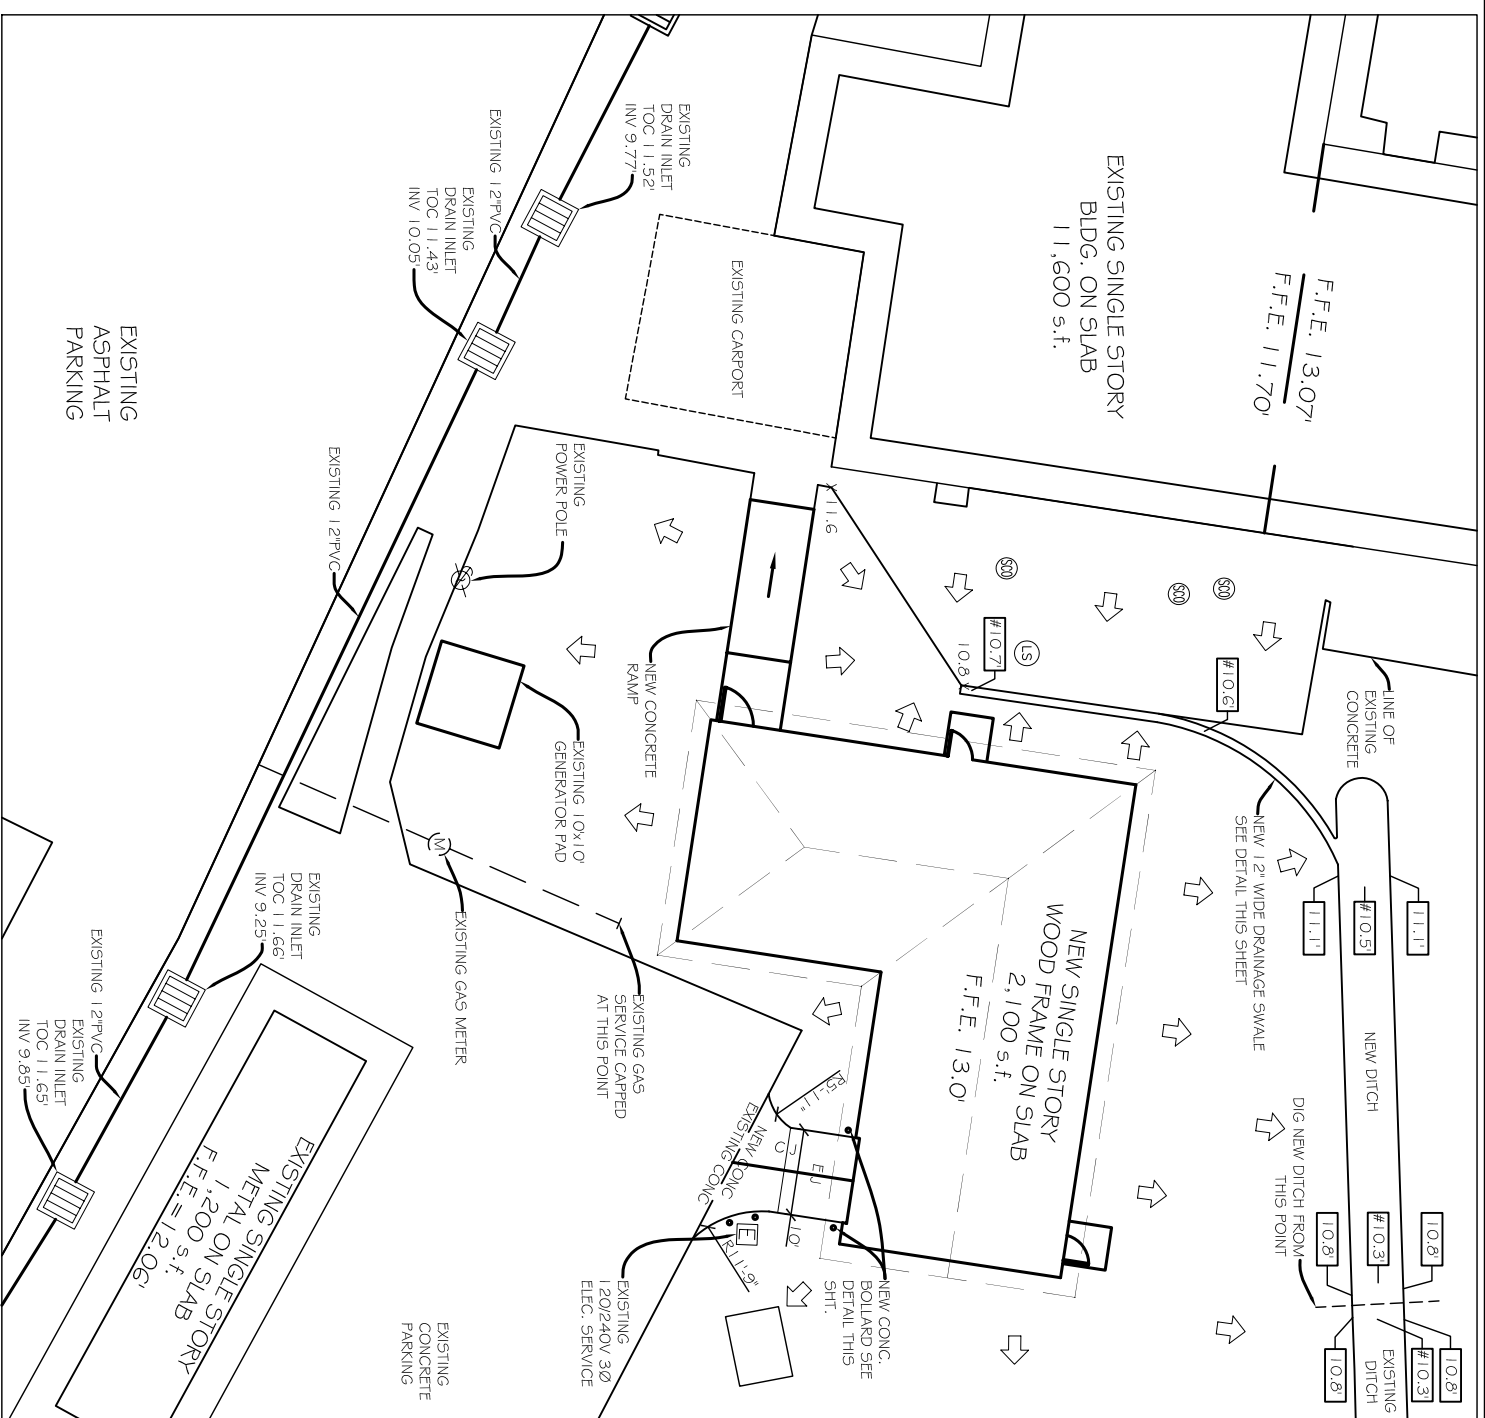 F.F.E. 13.07'
F.F.E. 11.70'
EXISTING SINGLE STORY
BLDG. ON SLAB
11,600 s.f.
EXISTING
DRAIN INLET
TOC 11.52'
INV 9.77'
EXISTING 12"PVC
EXISTING
DRAIN INLET
TOC 11.43'
INV 10.05'
EXISTING CARPORT
EXISTING
ASPHALT
PARKING
EXISTING
POWER POLE
EXISTING 12"PVC
X 11.6
SCO
SCO
SCO
LS
#10.7'
10.8 X
#10.6'
LINE OF
EXISTING
CONCRETE
NEW CONCRETE
RAMP
EXISTING 10'x10'
GENERATOR PAD
M
EXISTING GAS METER
NEW 12" WIDE DRAINAGE SWALE
SEE DETAIL THIS SHEET
11.1'
#10.5'
11.1'
NEW DITCH
DIG NEW DITCH FROM
THIS POINT
10.8'
#10.3'
10.8'
10.8'
#10.3'
10.8'
EXISTING
DITCH
NEW SINGLE STORY
WOOD FRAME ON SLAB
2,100 s.f.
F.F.E. 13.0'
EXISTING GAS
SERVICE CAPPED
AT THIS POINT
EXISTING
DRAIN INLET
TOC 11.66'
INV 9.25'
EXISTING 12"PVC
EXISTING
DRAIN INLET
TOC 11.65'
INV 9.85'
R5'-11"
NEW CONC
EXISTING CONC
CJ
EJ
10'
E
R11'-9"
NEW CONC.
BOLLARD SEE
DETAIL THIS
SHT.
EXISTING
120/240V 3Ø
ELEC. SERVICE
EXISTING
CONCRETE
PARKING
EXISTING SINGLE STORY
METAL ON SLAB
1,200 s.f.
F.F.E.=12.06'